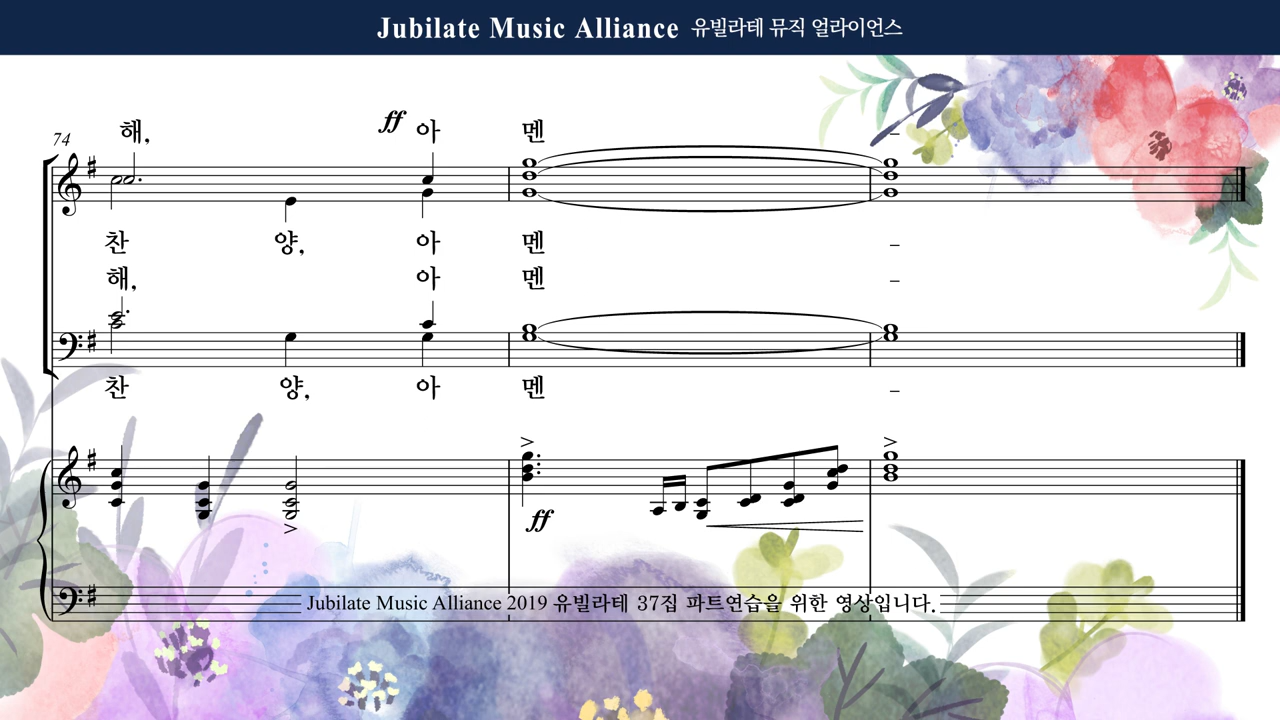 Jubilate Music Alliance 유빌라테 뮤직 얼라이언스
74 해, ff 아 멘 -
찬 양, 아 멘 -
해, 아 멘 -
찬 양, 아 멘 -
ff
Jubilate Music Alliance 2019 유빌라테 37집 파트연습을 위한 영상입니다.